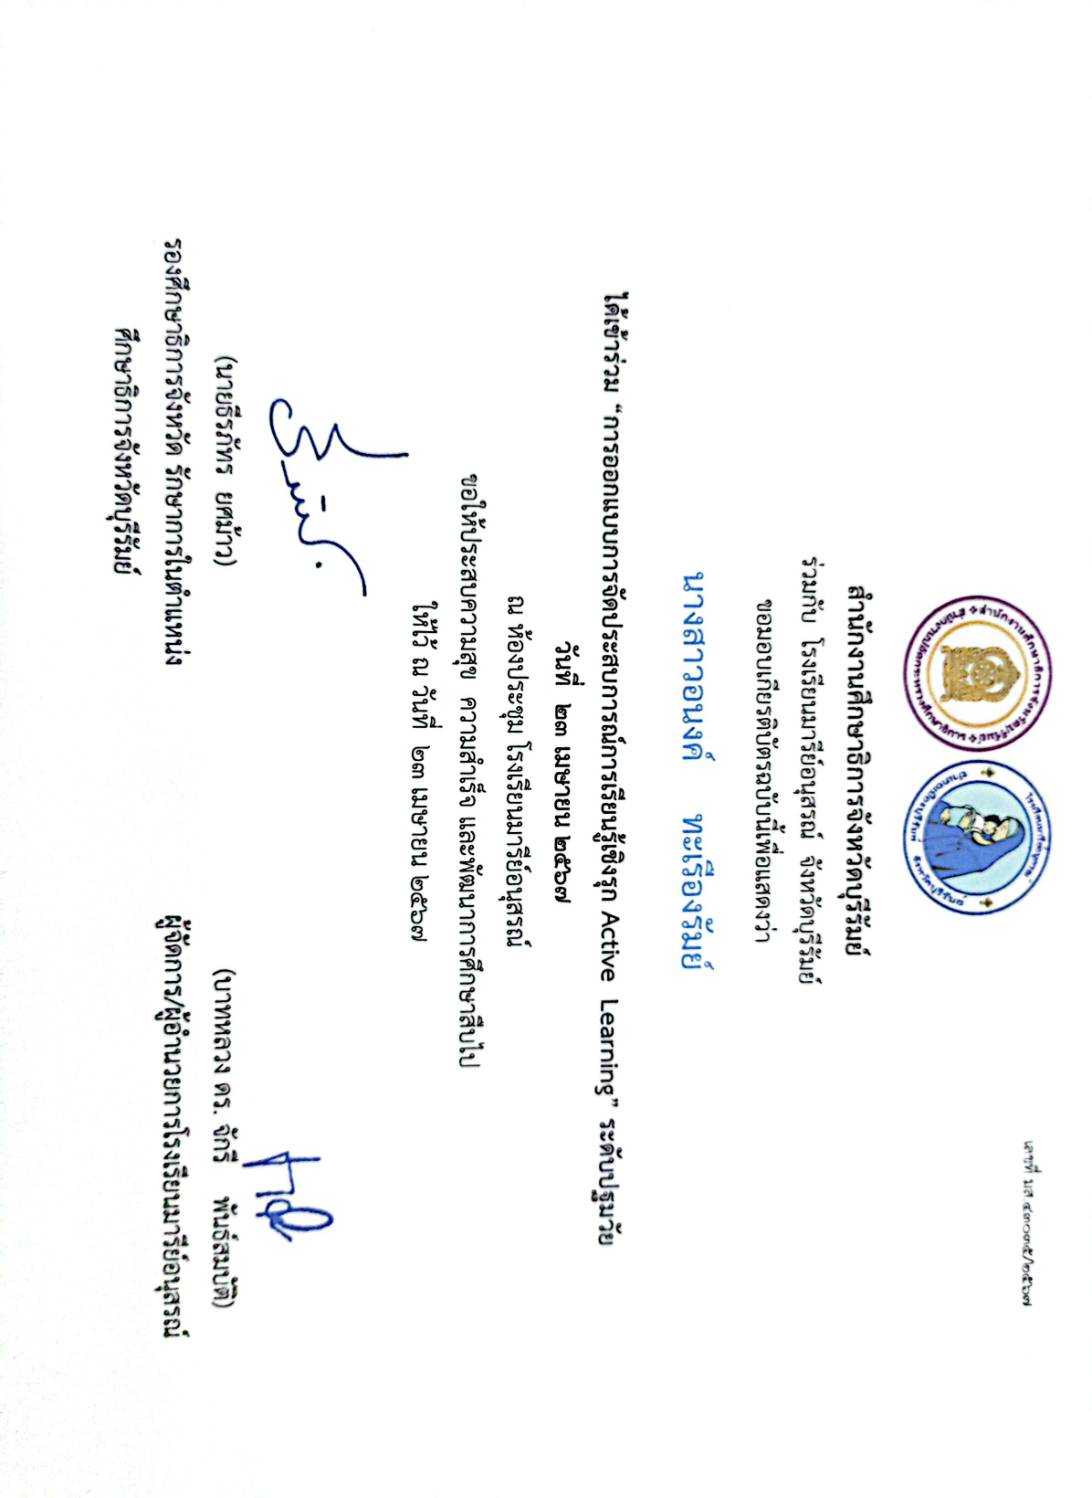 เลขที่ มส ๔๓๐๓๕/๒๕๖๗
สำนักงานศึกษาธิการจังหวัดบุรีรัมย์
ร่วมกับ โรงเรียนมารีย์อนุสรณ์ จังหวัดบุรีรัมย์
ขอมอบเกียรติบัตรฉบับนี้เพื่อแสดงว่า
นางสาวอนงค์ ทะเรืองรัมย์
ได้เข้าร่วม “การออกแบบการจัดประสบการณ์การเรียนรู้เชิงรุก Active Learning” ระดับปฐมวัย
วันที่ ๒๓ เมษายน ๒๕๖๗
ณ ห้องประชุม โรงเรียนมารีย์อนุสรณ์
ขอให้ประสบความสุข ความสำเร็จ และพัฒนาการศึกษาสืบไป
ให้ไว้ ณ วันที่ ๒๓ เมษายน ๒๕๖๗
(นายธีรภัทร ยศม้าว)
รองศึกษาธิการจังหวัด รักษาการในตำแหน่ง
ศึกษาธิการจังหวัดบุรีรัมย์
(บาทหลวง ดร. จักรี พันธ์สมบัติ)
ผู้จัดการ/ผู้อำนวยการโรงเรียนมารีย์อนุสรณ์